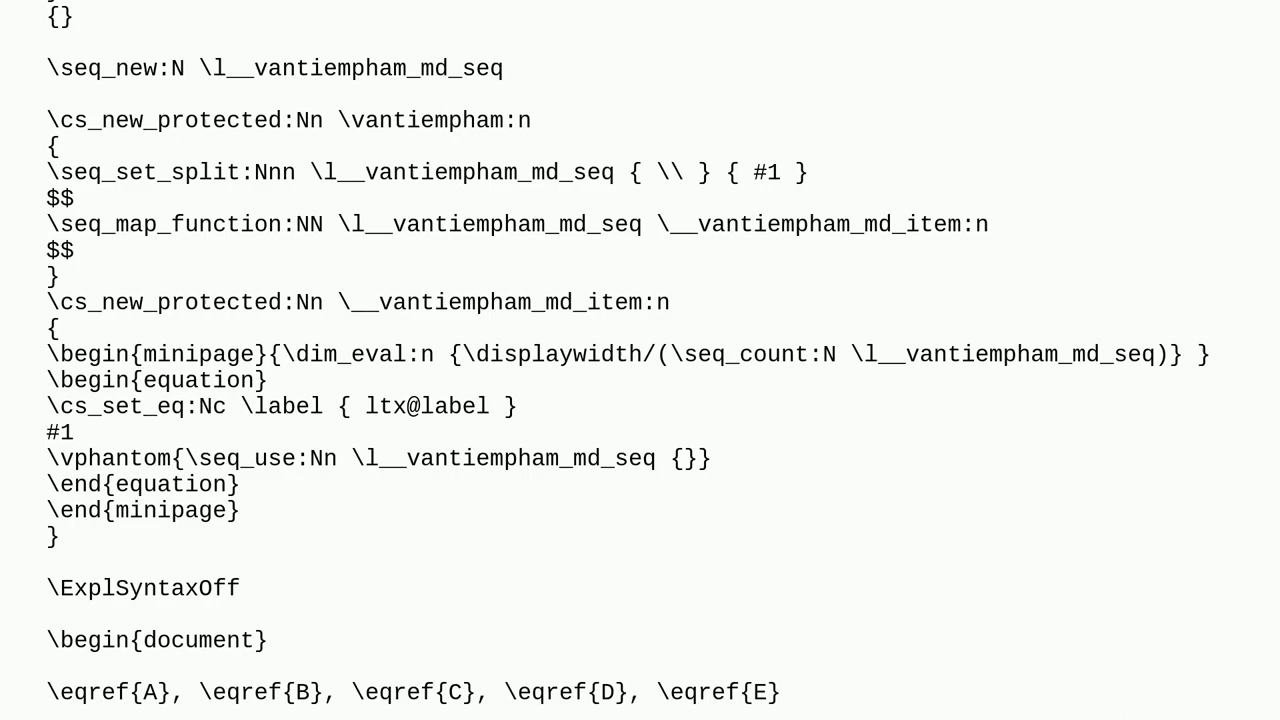 {}
\seq_new:N \l__vantiempham_md_seq
\cs_new_protected:Nn \vantiempham:n
{
\seq_set_split:Nnn \l__vantiempham_md_seq { \\ } { #1 }
$$
\seq_map_function:NN \l__vantiempham_md_seq \__vantiempham_md_item:n
$$
}
\cs_new_protected:Nn \__vantiempham_md_item:n
{
\begin{minipage}{\dim_eval:n {\displaywidth/(\seq_count:N \l__vantiempham_md_seq)} }
\begin{equation}
\cs_set_eq:Nc \label { ltx@label }
#1
\vphantom{\seq_use:Nn \l__vantiempham_md_seq {}}
\end{equation}
\end{minipage}
}
\ExplSyntaxOff
\begin{document}
\eqref{A}, \eqref{B}, \eqref{C}, \eqref{D}, \eqref{E}